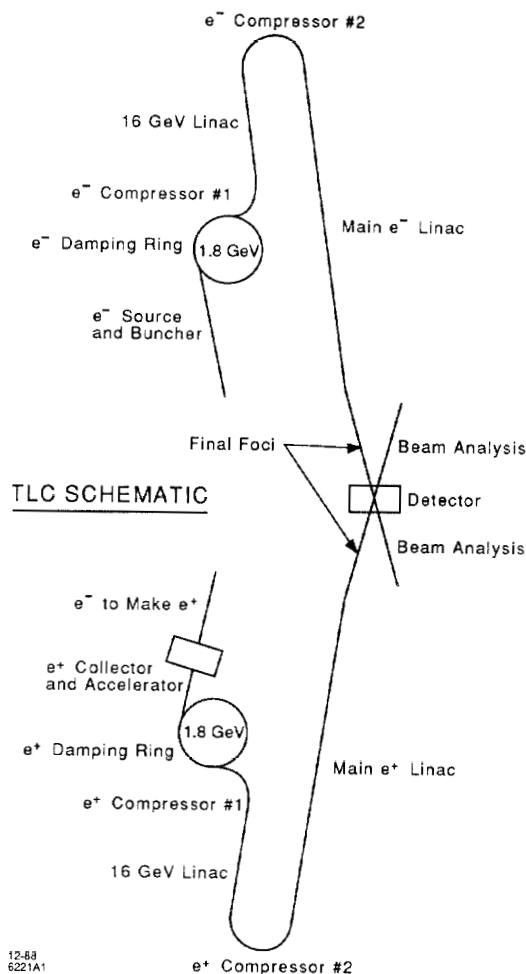 e⁻ Compressor #2
16 GeV Linac
e⁻ Compressor #1
e⁻ Damping Ring
1.8 GeV
Main e⁻ Linac
e⁻ Source
and Buncher
Final Foci
Beam Analysis
TLC SCHEMATIC
Detector
Beam Analysis
e⁻ to Make e⁺
e⁺ Collector
and Accelerator
1.8 GeV
e⁺ Damping Ring
Main e⁺ Linac
e⁺ Compressor #1
16 GeV Linac
12-88
6221A1
e⁺ Compressor #2